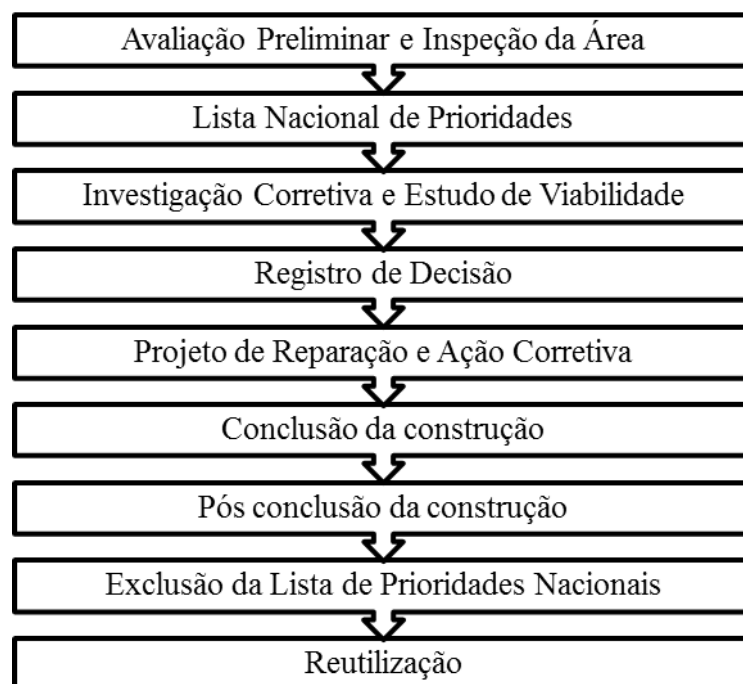 Avaliação Preliminar e Inspeção da Área
Lista Nacional de Prioridades
Investigação Corretiva e Estudo de Viabilidade
Registro de Decisão
Projeto de Reparação e Ação Corretiva
Conclusão da construção
Pós conclusão da construção
Exclusão da Lista de Prioridades Nacionais
Reutilização